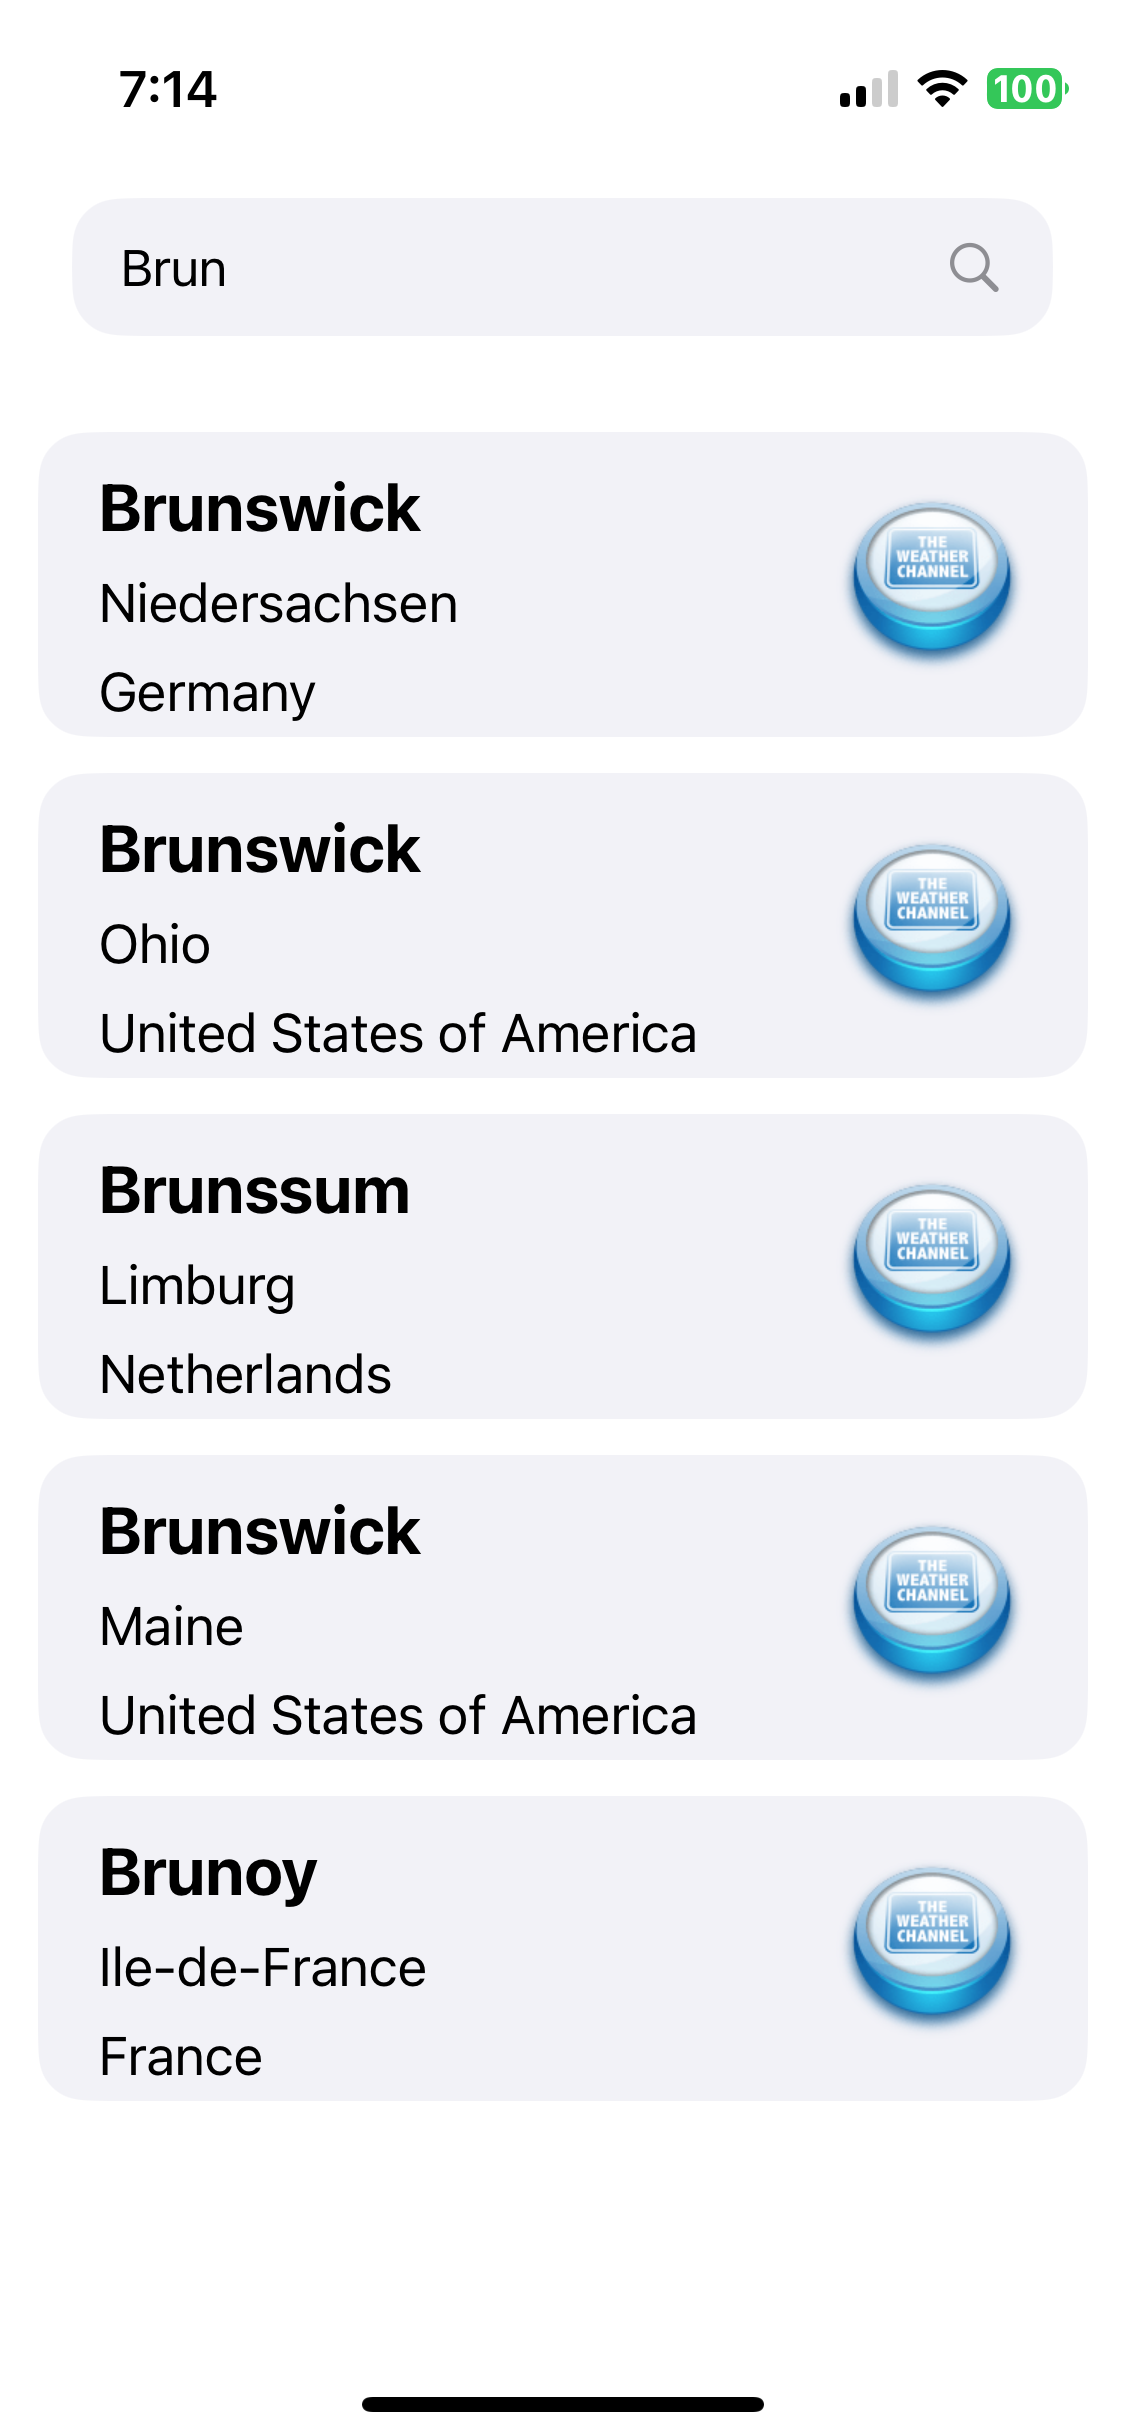 7:14
100
Brun
Brunswick
Niedersachsen
Germany
THE
WEATHER
CHANNEL
Brunswick
Ohio
United States of America
THE
WEATHER
CHANNEL
Brunssum
Limburg
Netherlands
THE
WEATHER
CHANNEL
Brunswick
Maine
United States of America
THE
WEATHER
CHANNEL
Brunoy
Ile-de-France
France
THE
WEATHER
CHANNEL